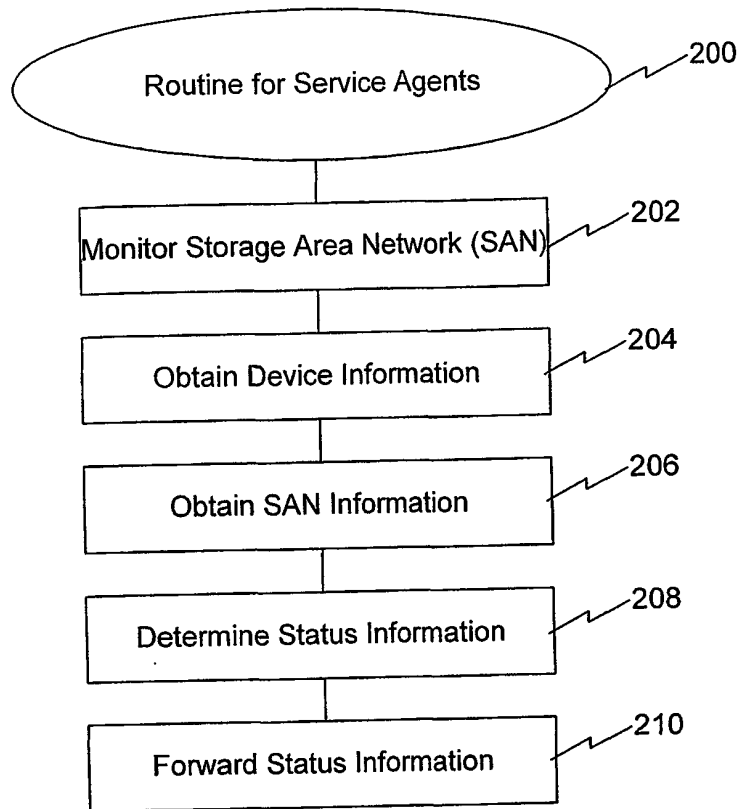 Routine for Service Agents
200
Monitor Storage Area Network (SAN)
202
Obtain Device Information
204
Obtain SAN Information
206
Determine Status Information
208
Forward Status Information
210